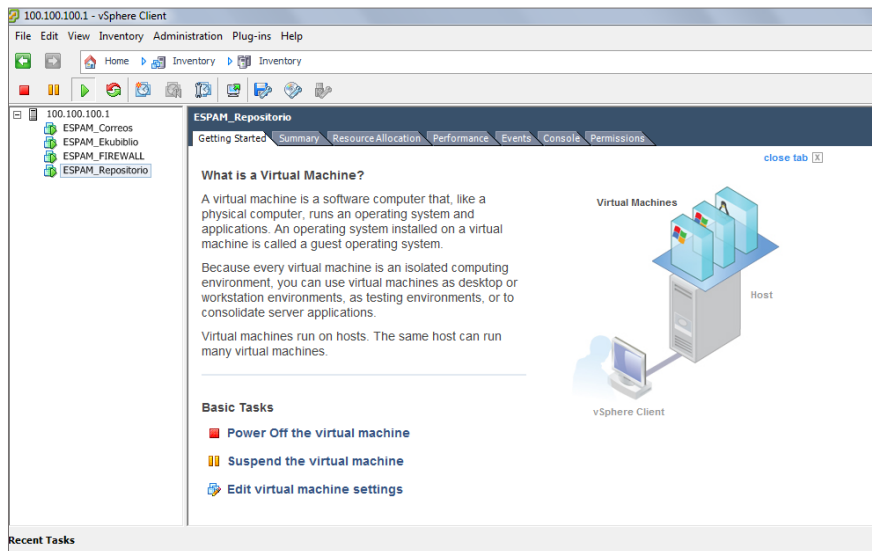 100.100.100.1 - vSphere Client
File Edit View Inventory Administration Plug-ins Help
Home Inventory Inventory
100.100.100.1
ESPAM_Correos
ESPAM_Ekubiblio
ESPAM_FIREWALL
ESPAM_Repositorio
ESPAM_Repositorio
Getting Started Summary Resource Allocation Performance Events Console Permissions
close tab X
What is a Virtual Machine?
A virtual machine is a software computer that, like a
physical computer, runs an operating system and
applications. An operating system installed on a virtual
machine is called a guest operating system.
Because every virtual machine is an isolated computing
environment, you can use virtual machines as desktop or
workstation environments, as testing environments, or to
consolidate server applications.
Virtual machines run on hosts. The same host can run
many virtual machines.
Virtual Machines
Host
vSphere Client
Basic Tasks
Power Off the virtual machine
Suspend the virtual machine
Edit virtual machine settings
Recent Tasks